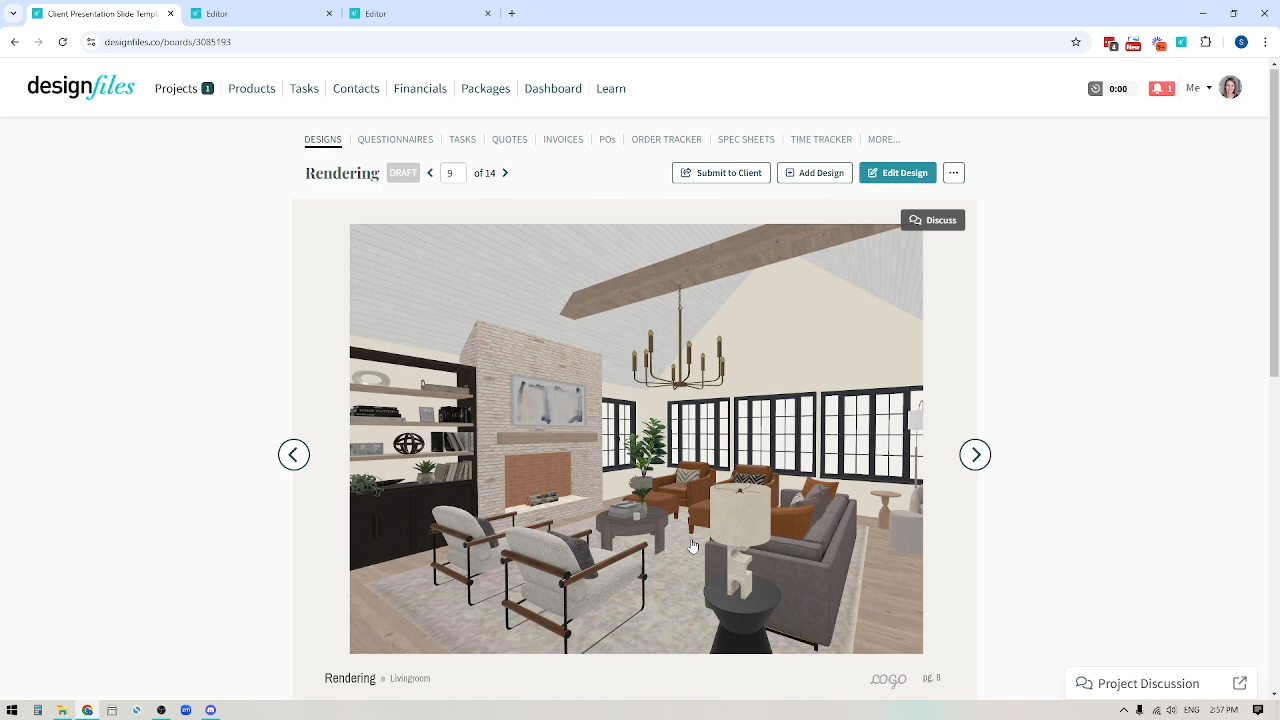 Client Presentation Slide Templ
Editor
Editor
designfiles.co/boards/3085193
4
New
S
designfiles
Projects 1
Products
Tasks
Contacts
Financials
Packages
Dashboard
Learn
0:00
1
Me
DESIGNS
QUESTIONNAIRES
TASKS
QUOTES
INVOICES
POs
ORDER TRACKER
SPEC SHEETS
TIME TRACKER
MORE...
Rendering
DRAFT
9
of 14
Submit to Client
Add Design
Edit Design
Discuss
Rendering
Livingroom
LOGO
pg. 8
Project Discussion
ENG
2:57 PM